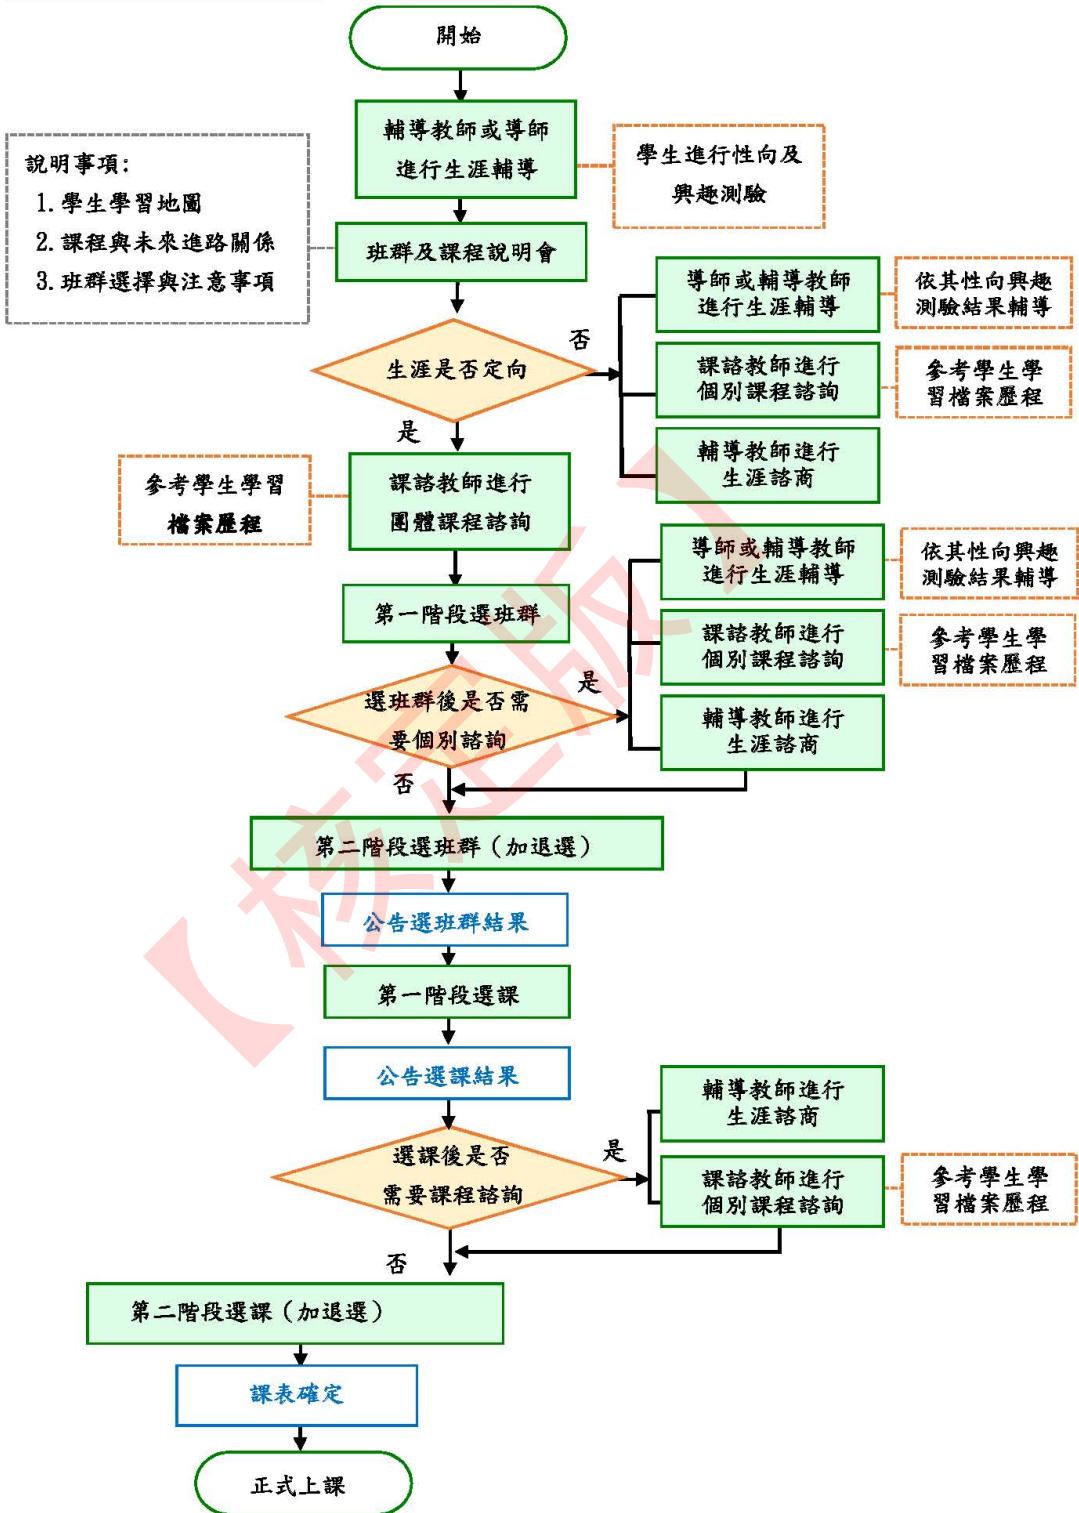 開始
輔導教師或導師
進行生涯輔導
學生進行性向及
興趣測驗
說明事項:
1.學生學習地圖
2.課程與未來進路關係
3.班群選擇與注意事項
班群及課程說明會
生涯是否定向
否
導師或輔導教師
進行生涯輔導
依其性向興趣
測驗結果輔導
課諮教師進行
個別課程諮詢
參考學生學
習檔案歷程
輔導教師進行
生涯諮商
是
參考學生學習
檔案歷程
課諮教師進行
團體課程諮詢
第一階段選班群
選班群後是否需
要個別諮詢
是
導師或輔導教師
進行生涯輔導
依其性向興趣
測驗結果輔導
課諮教師進行
個別課程諮詢
參考學生學
習檔案歷程
輔導教師進行
生涯諮商
否
第二階段選班群（加退選）
公告選班群結果
第一階段選課
公告選課結果
選課後是否
需要課程諮詢
是
輔導教師進行
生涯諮商
課諮教師進行
個別課程諮詢
參考學生學
習檔案歷程
否
第二階段選課（加退選）
課表確定
正式上課
【核定版】